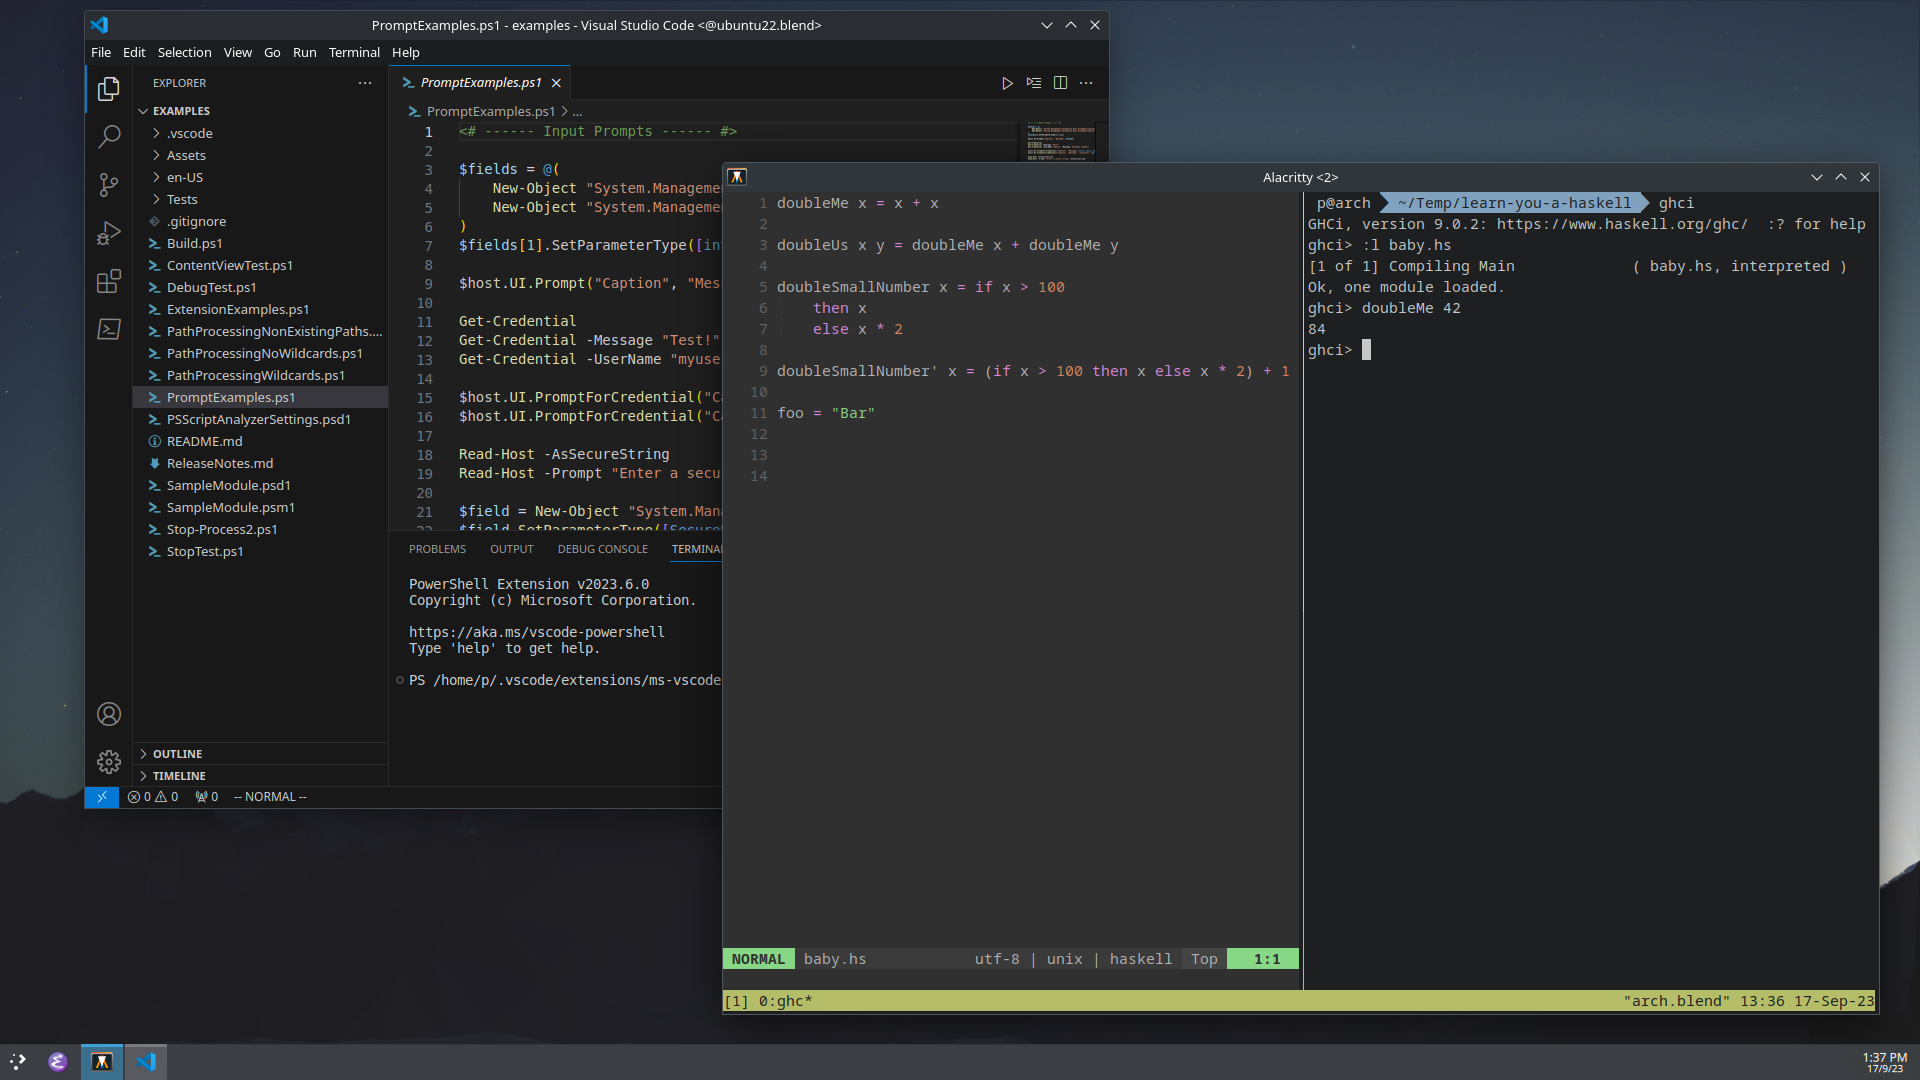 PromptExamples.ps1 - examples - Visual Studio Code <@ubuntu22.blend>
File Edit Selection View Go Run Terminal Help
EXPLORER
EXAMPLES
.vscode
Assets
en-US
Tests
.gitignore
Build.ps1
ContentViewTest.ps1
DebugTest.ps1
ExtensionExamples.ps1
PathProcessingNonExistingPaths....
PathProcessingNoWildcards.ps1
PathProcessingWildcards.ps1
PromptExamples.ps1
PSScriptAnalyzerSettings.psd1
README.md
ReleaseNotes.md
SampleModule.psd1
SampleModule.psm1
Stop-Process2.ps1
StopTest.ps1
OUTLINE
TIMELINE
0 0 0 -- NORMAL --
PromptExamples.ps1
PromptExamples.ps1 > ...
1 <# ------ Input Prompts ------ #>
2
3 $fields = @(
4 New-Object "System.Manageme
5 New-Object "System.Manageme
6 )
7 $fields[1].SetParameterType([in
8
9 $host.UI.Prompt("Caption", "Mes
10
11 Get-Credential
12 Get-Credential -Message "Test!"
13 Get-Credential -UserName "myuse
14
15 $host.UI.PromptForCredential("C
16 $host.UI.PromptForCredential("C
17
18 Read-Host -AsSecureString
19 Read-Host -Prompt "Enter a secu
20
21 $field = New-Object "System.Man
22 $field.SetParameterType([Secure
PROBLEMS OUTPUT DEBUG CONSOLE TERMINAL
PowerShell Extension v2023.6.0
Copyright (c) Microsoft Corporation.
https://aka.ms/vscode-powershell
Type 'help' to get help.
PS /home/p/.vscode/extensions/ms-vscode
Alacritty <2>
1 doubleMe x = x + x
2
3 doubleUs x y = doubleMe x + doubleMe y
4
5 doubleSmallNumber x = if x > 100
6 then x
7 else x * 2
8
9 doubleSmallNumber' x = (if x > 100 then x else x * 2) + 1
10
11 foo = "Bar"
12
13
14
NORMAL baby.hs utf-8 | unix | haskell Top 1:1
p@arch ~/Temp/learn-you-a-haskell ghci
GHCi, version 9.0.2: https://www.haskell.org/ghc/ :? for help
ghci> :l baby.hs
[1 of 1] Compiling Main ( baby.hs, interpreted )
Ok, one module loaded.
ghci> doubleMe 42
84
ghci>
[1] 0:ghc* "arch.blend" 13:36 17-Sep-23
1:37 PM
17/9/23